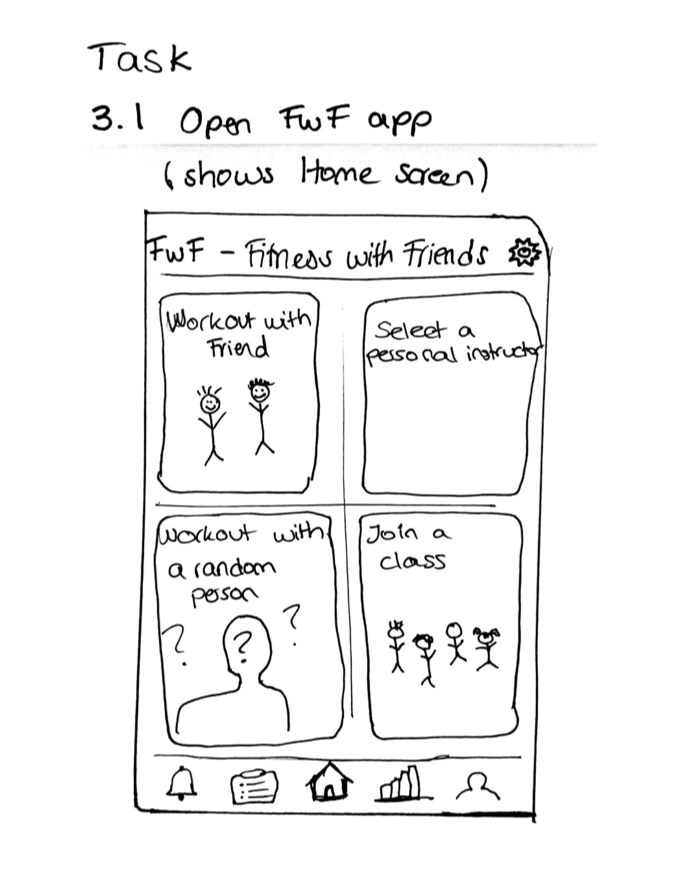 Task
3.1 Open FWF app
(shows Home screen)
FWF - Fitness with Friends
Workout with
Friend
Select a
personal instructor
Workout with
a random
person
? ? ?
Join a
class